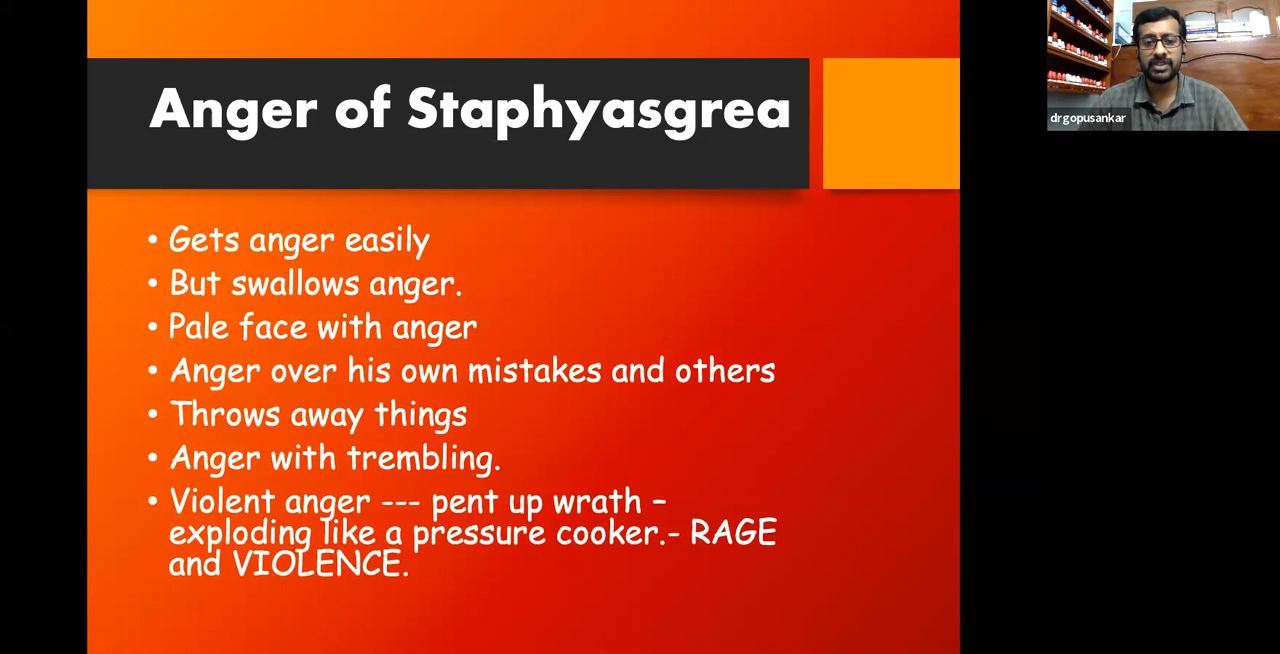 Anger of Staphyasgrea
• Gets anger easily
• But swallows anger.
• Pale face with anger
• Anger over his own mistakes and others
• Throws away things
• Anger with trembling.
• Violent anger --- pent up wrath –
exploding like a pressure cooker.- RAGE
and VIOLENCE.
drgopusankar